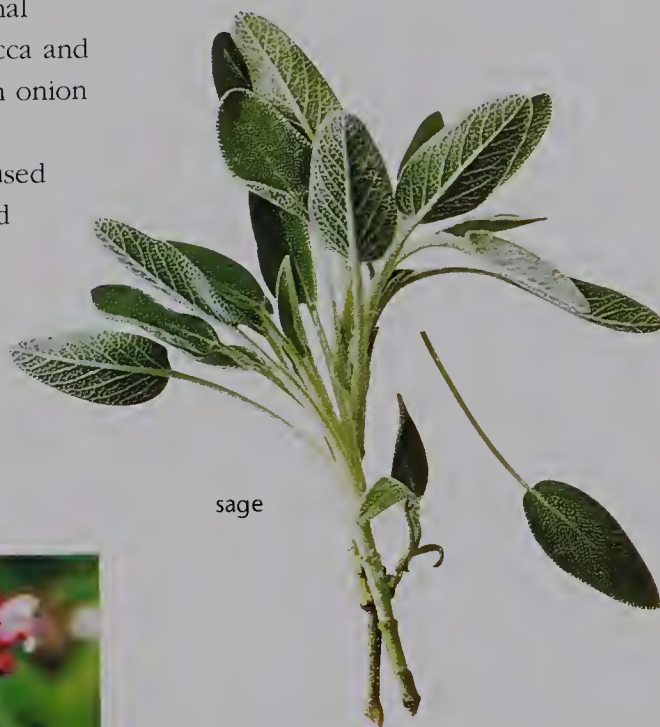 nal
cca and
n onion
used
d
sage